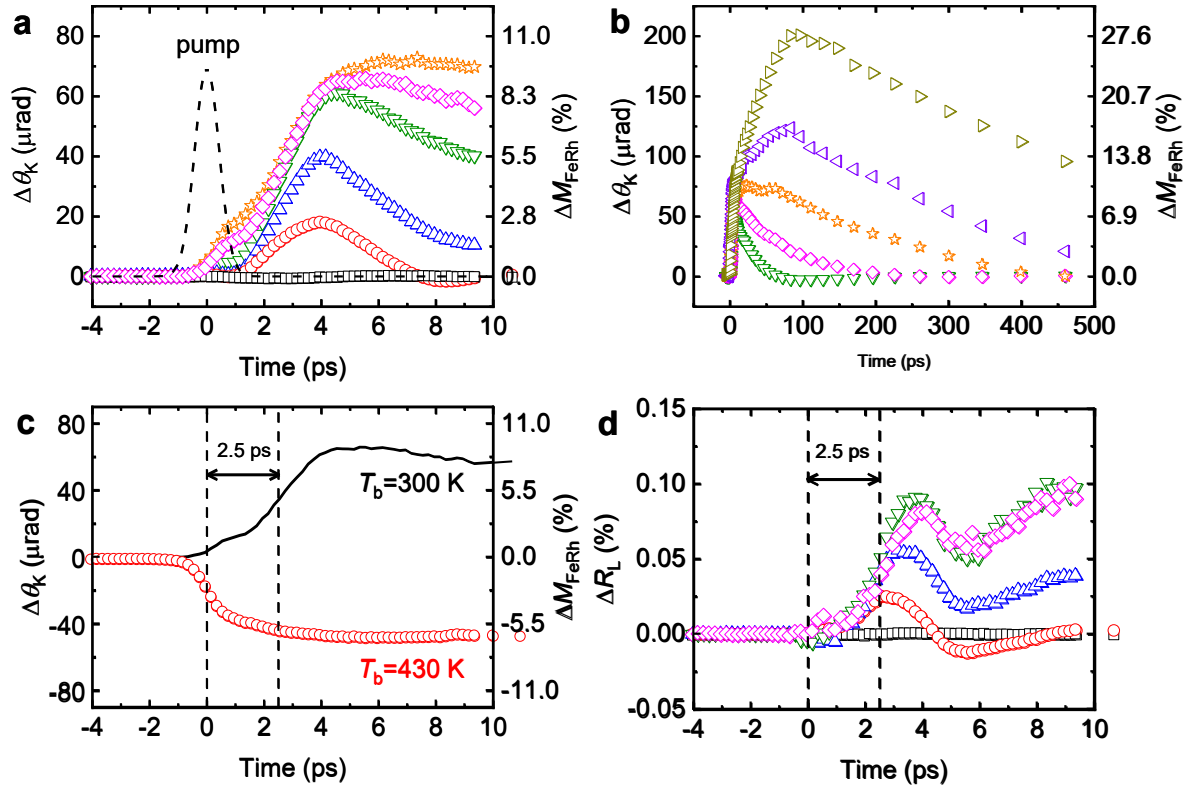 a
pump
80
60
40
20
0
Δθ_K (μrad)
11.0
8.3
5.5
2.8
0.0
ΔM_FeRh (%)
-4 -2 0 2 4 6 8 10
Time (ps)
b
200
150
100
50
0
Δθ_K (μrad)
27.6
20.7
13.8
6.9
0.0
ΔM_FeRh (%)
0 100 200 300 400 500
Time (ps)
c
80
40
0
-40
-80
Δθ_K (μrad)
2.5 ps
T_b=300 K
T_b=430 K
11.0
5.5
0.0
-5.5
-11.0
ΔM_FeRh (%)
-4 -2 0 2 4 6 8 10
Time (ps)
d
0.15
0.10
0.05
0.00
-0.05
ΔR_L (%)
2.5 ps
-4 -2 0 2 4 6 8 10
Time (ps)